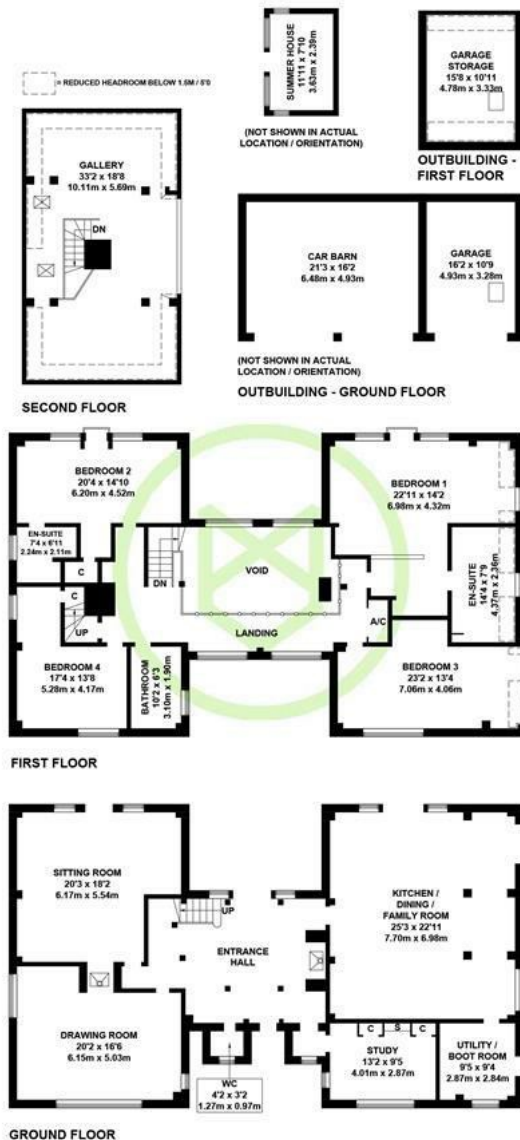 = REDUCED HEADROOM BELOW 1.5M / 5'0
SUMMER HOUSE
11'11 x 7'10
3.63m x 2.39m
(NOT SHOWN IN ACTUAL
LOCATION / ORIENTATION)
GARAGE
STORAGE
15'8 x 10'11
4.78m x 3.33m
OUTBUILDING -
FIRST FLOOR
GALLERY
33'2 x 18'8
10.11m x 5.69m
DN
SECOND FLOOR
CAR BARN
21'3 x 16'2
6.48m x 4.93m
GARAGE
16'2 x 10'9
4.93m x 3.28m
(NOT SHOWN IN ACTUAL
LOCATION / ORIENTATION)
OUTBUILDING - GROUND FLOOR
BEDROOM 2
20'4 x 14'10
6.20m x 4.52m
BEDROOM 1
22'11 x 14'2
6.98m x 4.32m
EN-SUITE
7'4 x 6'11
2.24m x 2.11m
C
C
UP
DN
VOID
LANDING
A/C
EN-SUITE
14'4 x 7'9
4.37m x 2.36m
BEDROOM 4
17'4 x 13'8
5.28m x 4.17m
BATHROOM
10'2 x 6'3
3.10m x 1.90m
BEDROOM 3
23'2 x 13'4
7.06m x 4.06m
FIRST FLOOR
SITTING ROOM
20'3 x 18'2
6.17m x 5.54m
UP
ENTRANCE
HALL
KITCHEN /
DINING /
FAMILY ROOM
25'3 x 22'11
7.70m x 6.98m
DRAWING ROOM
20'2 x 16'6
6.15m x 5.03m
WC
4'2 x 3'2
1.27m x 0.97m
C S C
STUDY
13'2 x 9'5
4.01m x 2.87m
UTILITY /
BOOT ROOM
9'5 x 9'4
2.87m x 2.84m
GROUND FLOOR